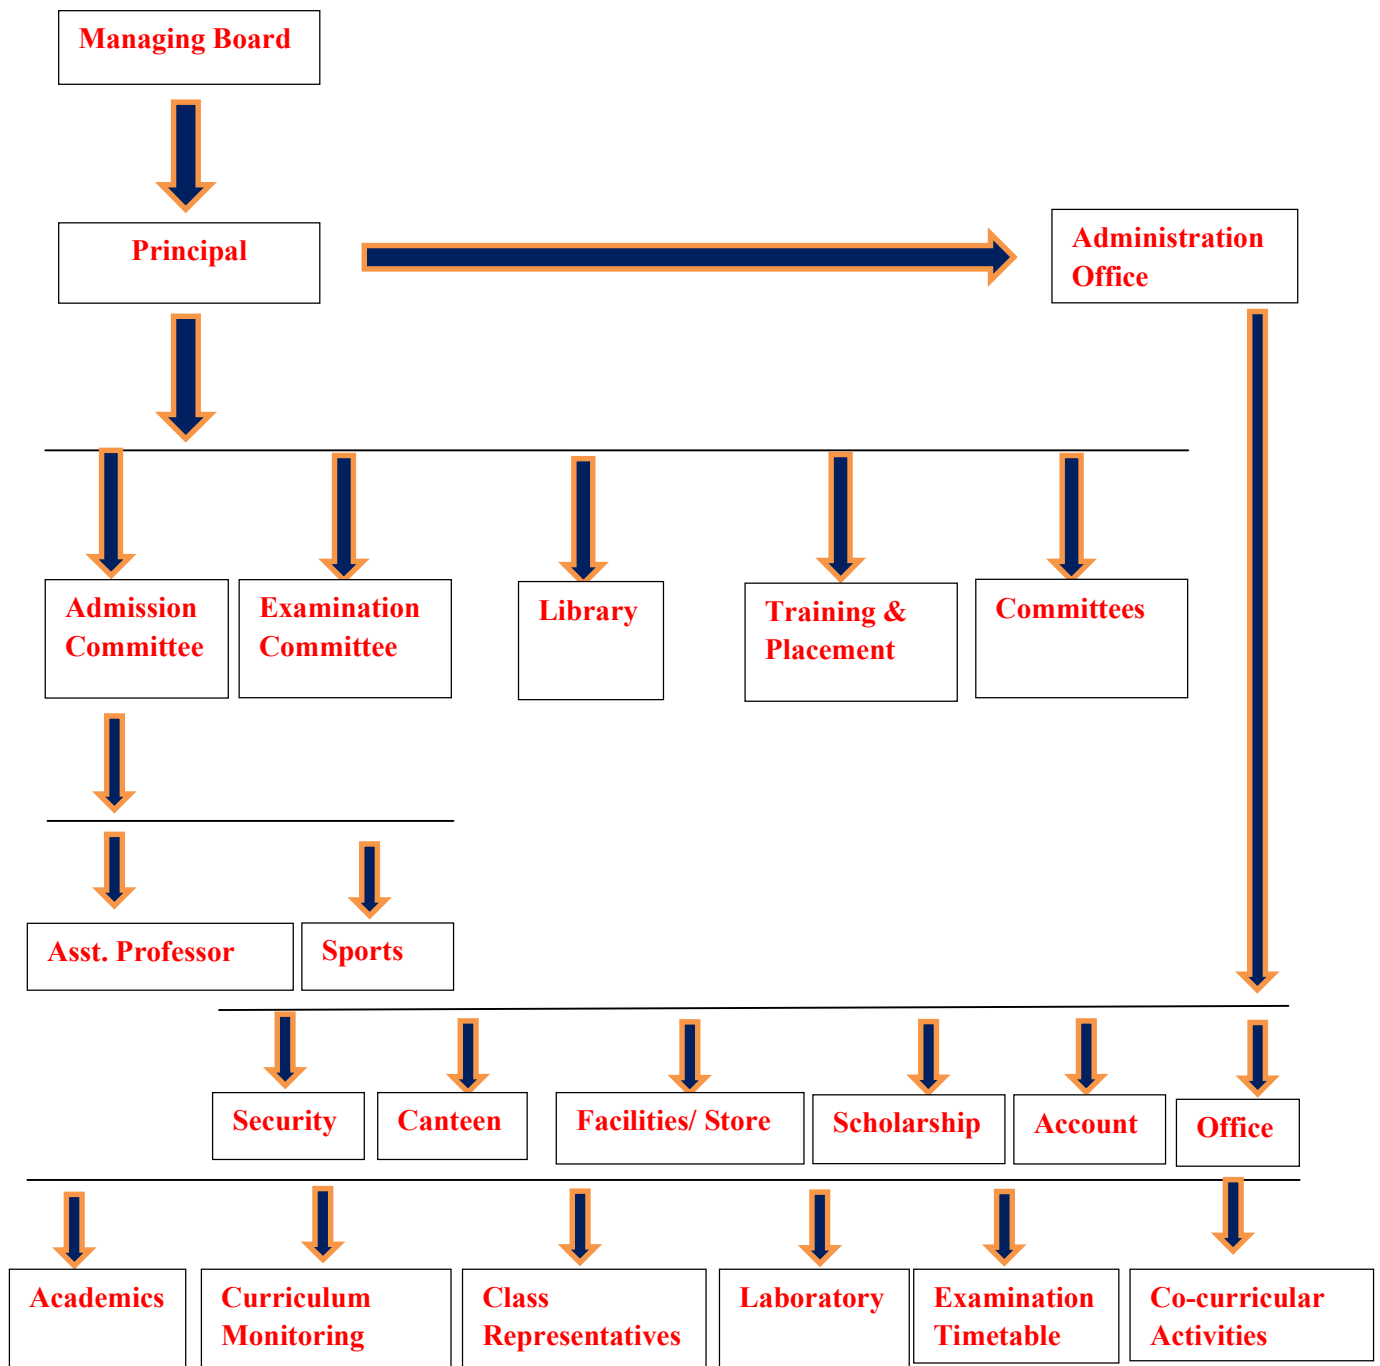 Managing Board
Principal
Administration
Office
Admission
Committee
Examination
Committee
Library
Training &
Placement
Committees
Asst. Professor
Sports
Security
Canteen
Facilities/ Store
Scholarship
Account
Office
Academics
Curriculum
Monitoring
Class
Representatives
Laboratory
Examination
Timetable
Co-curricular
Activities